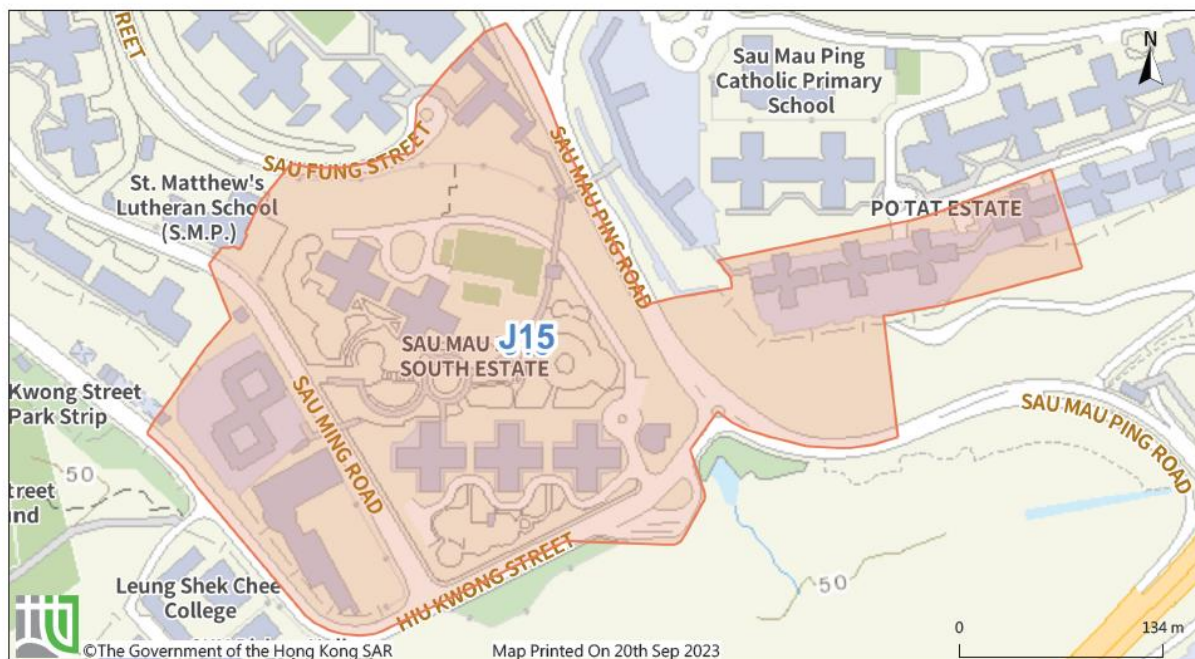 REET
N
Sau Mau Ping
Catholic Primary
School
SAU FUNG STREET
SAU MAU PING ROAD
St. Matthew's
Lutheran School
(S.M.P.)
PO TAT ESTATE
SAU MAU
J15
SOUTH ESTATE
Kwong Street
Park Strip
SAU MING ROAD
SAU MAU PING ROAD
50
treet
und
HIU KWONG STREET
50
Leung Shek Chee
College
0 134 m
©The Government of the Hong Kong SAR
Map Printed On 20th Sep 2023